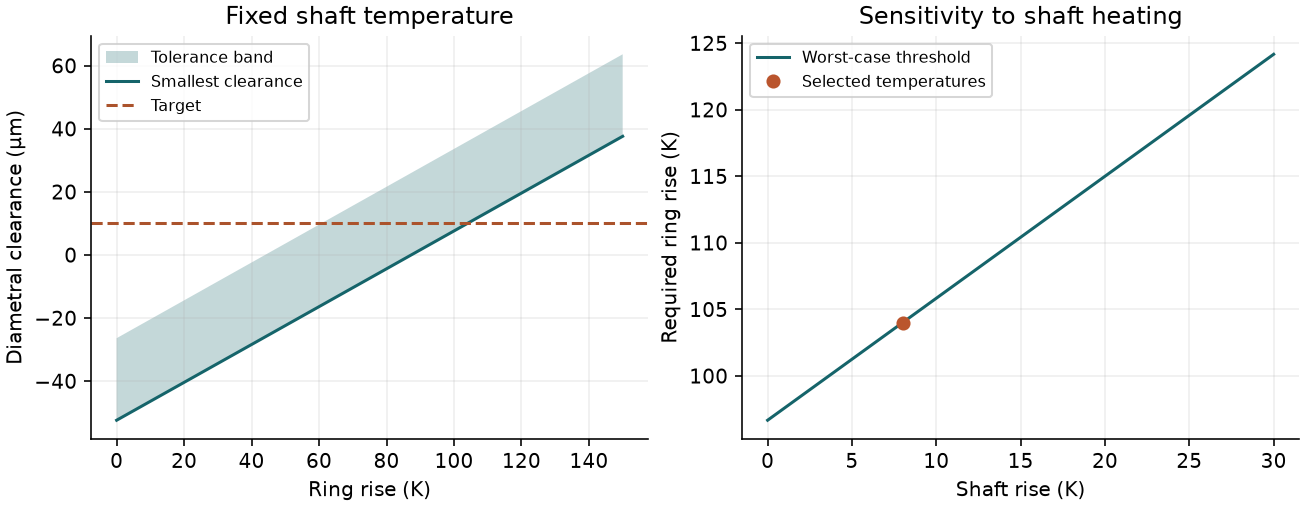 Fixed shaft temperature
Tolerance band
Smallest clearance
Target
Diametral clearance (µm)
60
40
20
0
−20
−40
0 20 40 60 80 100 120 140
Ring rise (K)
Sensitivity to shaft heating
Worst-case threshold
Selected temperatures
Required ring rise (K)
125
120
115
110
105
100
0 5 10 15 20 25 30
Shaft rise (K)